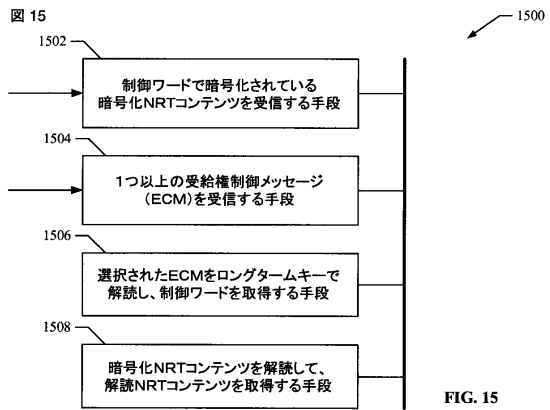 図 15
1500
1502
制御ワードで暗号化されている
暗号化NRTコンテンツを受信する手段
1504
1つ以上の受給権制御メッセージ
(ECM)を受信する手段
1506
選択されたECMをロングタームキーで
解読し、制御ワードを取得する手段
1508
暗号化NRTコンテンツを解読して、
解読NRTコンテンツを取得する手段
FIG. 15